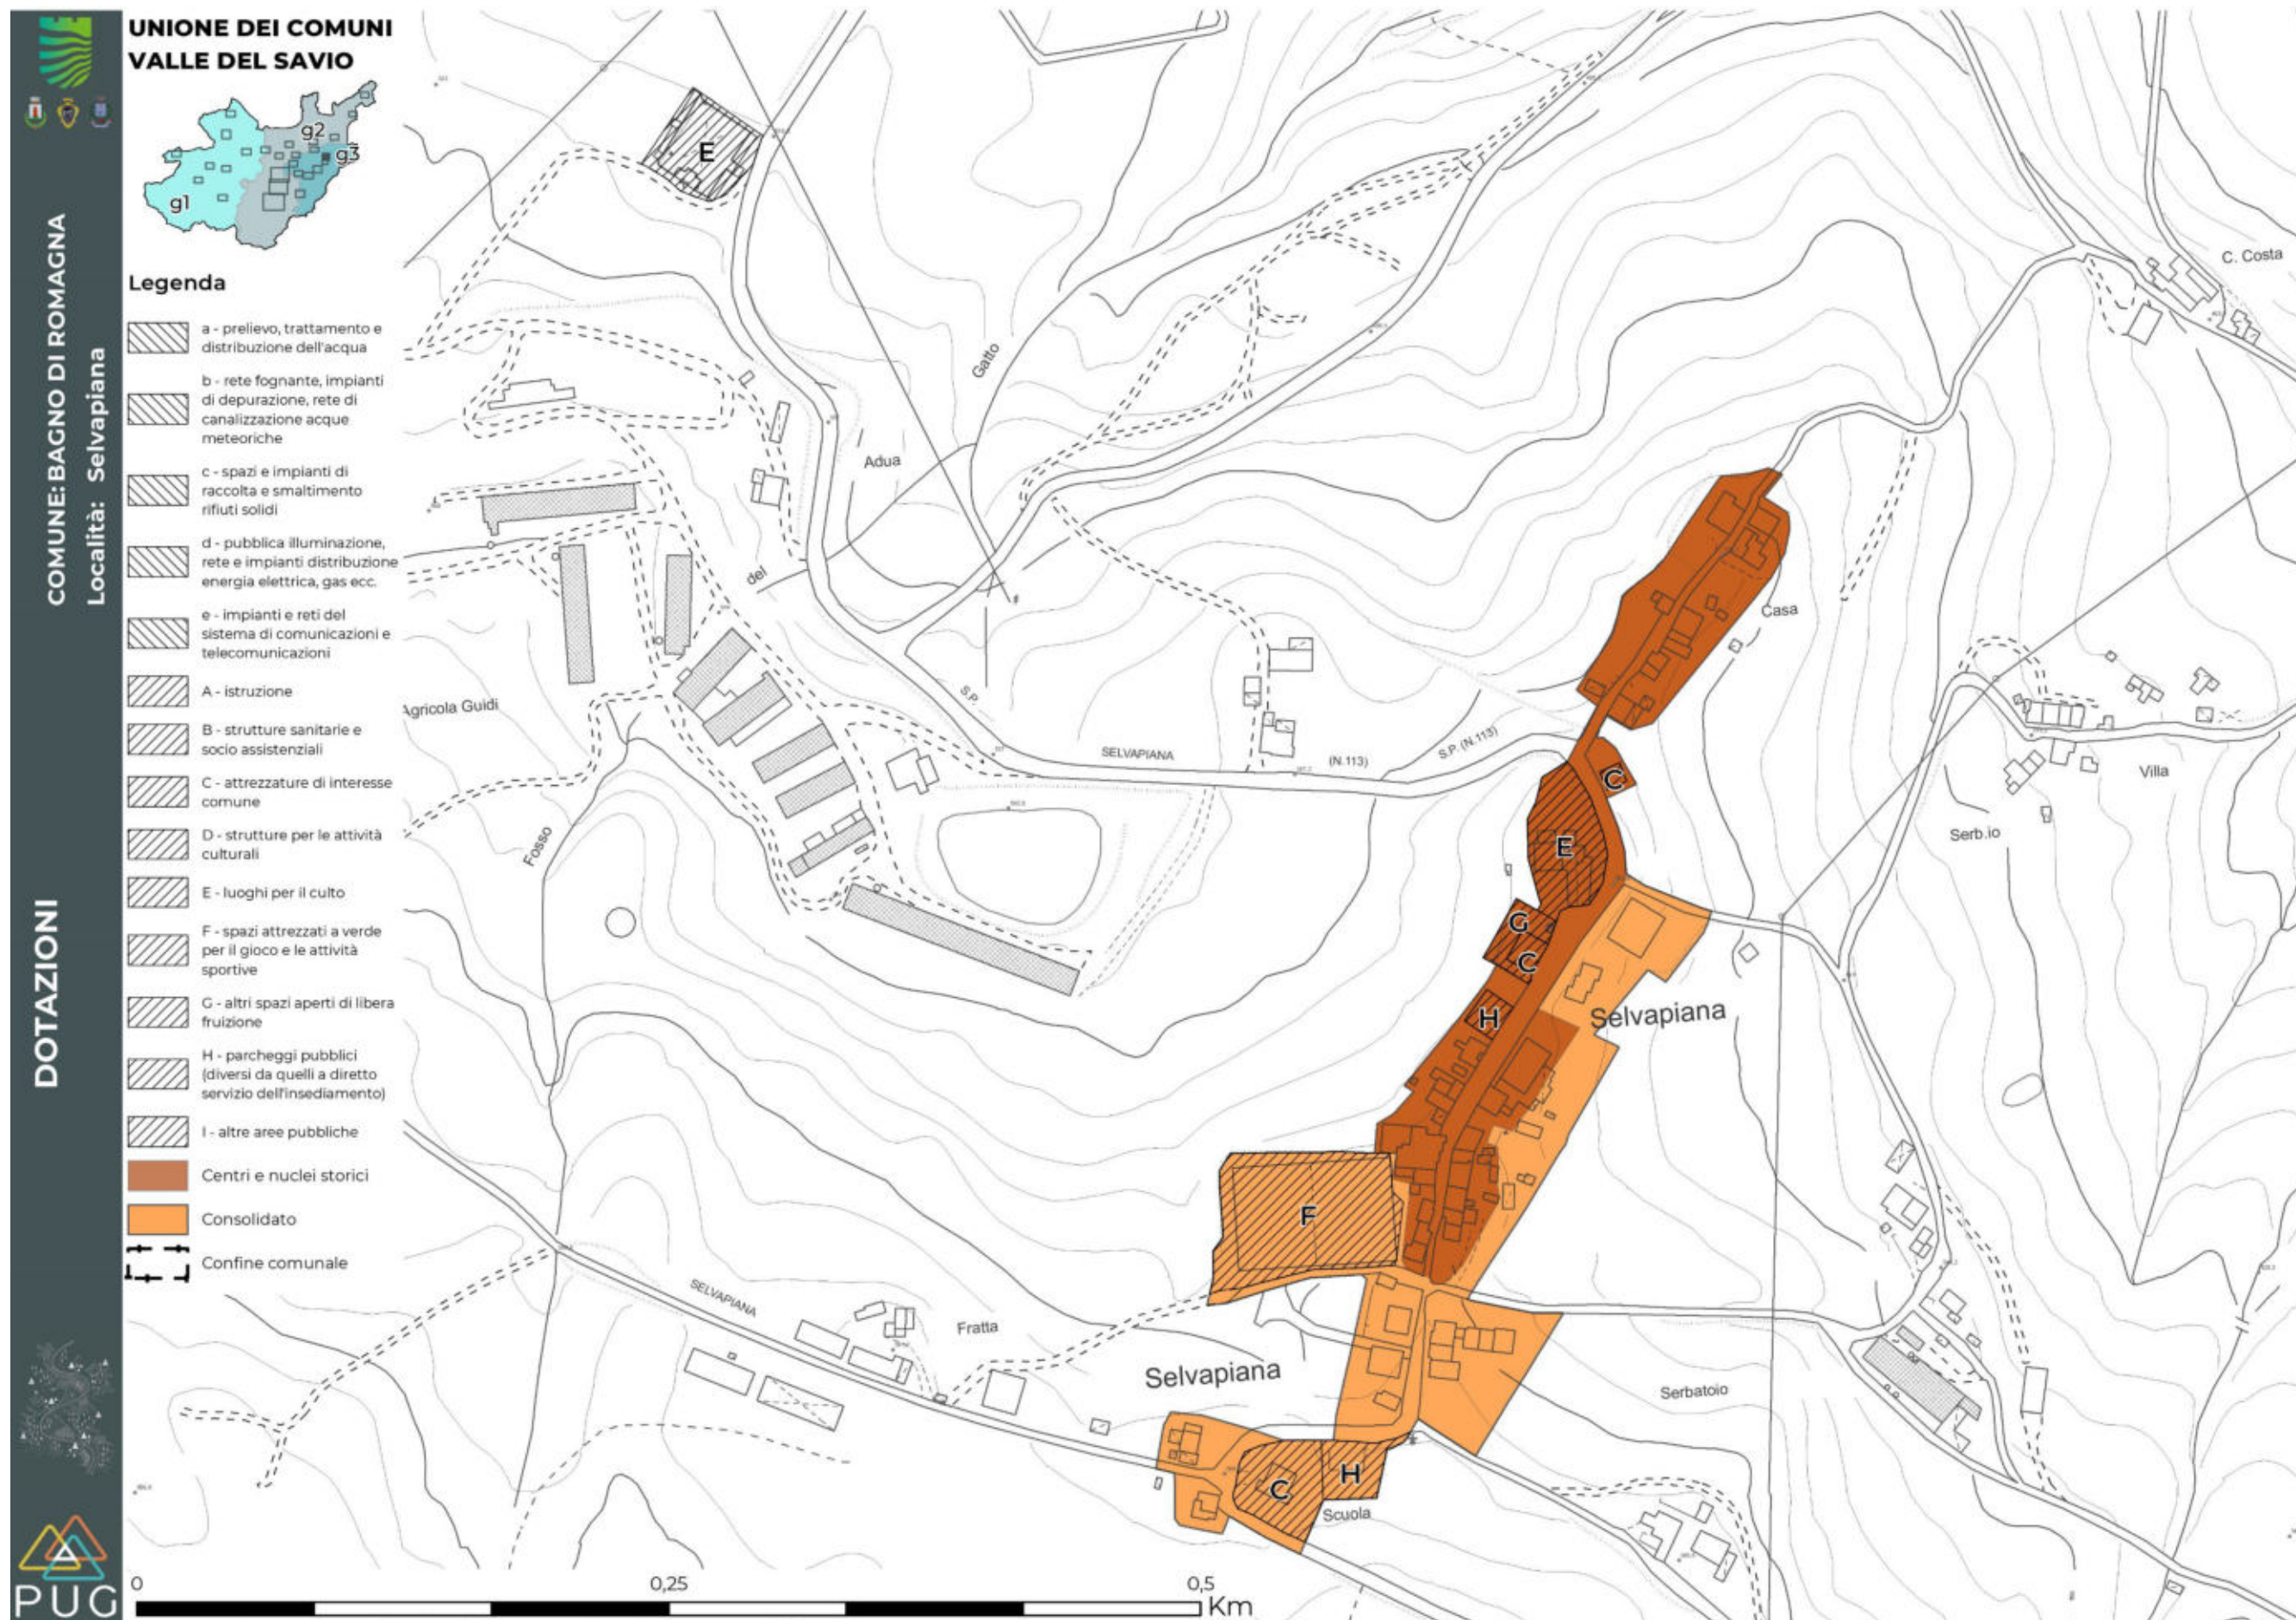 UNIONE DEI COMUNI
VALLE DEL SAVIO
g1
g2
g3
COMUNE: BAGNO DI ROMAGNA
Località: Selvapiana
DOTAZIONI
PUG
Legenda
a - prelievo, trattamento e
distribuzione dell'acqua
b - rete fognante, impianti
di depurazione, rete di
canalizzazione acque
meteoriche
c - spazi e impianti di
raccolta e smaltimento
rifiuti solidi
d - pubblica illuminazione,
rete e impianti distribuzione
energia elettrica, gas ecc.
e - impianti e reti del
sistema di comunicazioni e
telecomunicazioni
A - istruzione
B - strutture sanitarie e
socio assistenziali
C - attrezzature di interesse
comune
D - strutture per le attività
culturali
E - luoghi per il culto
F - spazi attrezzati a verde
per il gioco e le attività
sportive
G - altri spazi aperti di libera
fruizione
H - parcheggi pubblici
(diversi da quelli a diretto
servizio dell'insediamento)
I - altre aree pubbliche
Centri e nuclei storici
Consolidato
Confine comunale
E
C. Costa
Gatto
Adua
del
Casa
Agricola Guidi
S.P.
SELVAPIANA
(N.113)
S.P. (N.113)
C
Villa
Fosso
E
Serb.io
G
C
H
Selvapiana
F
SELVAPIANA
Fratta
Selvapiana
Serbatoio
C
H
Scuola
0
0,25
0,5
Km